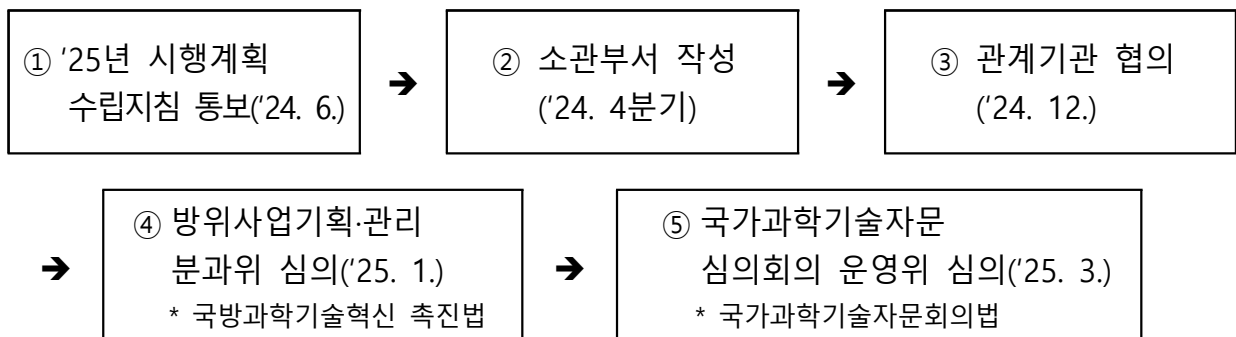 ① '25년 시행계획
수립지침 통보('24. 6.)
➔
② 소관부서 작성
('24. 4분기)
➔
③ 관계기관 협의
('24. 12.)
➔
④ 방위사업기획·관리
분과위 심의('25. 1.)
* 국방과학기술혁신 촉진법
➔
⑤ 국가과학기술자문
심의회의 운영위 심의('25. 3.)
* 국가과학기술자문회의법